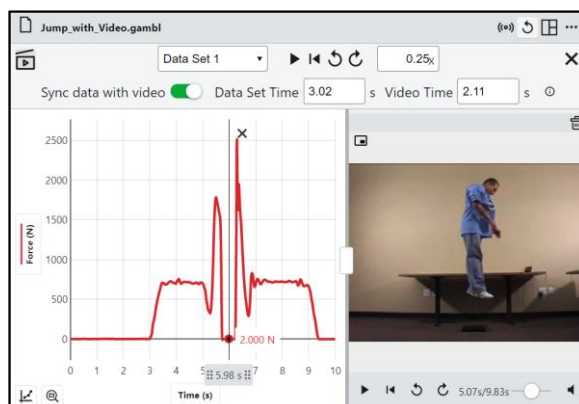 Jump_with_Video.gambl
Data Set 1
0.25x
Sync data with video
Data Set Time 3.02 s
Video Time 2.11 s
2500
2000
1500
1000
500
0
Force (N)
2.000 N
0 1 2 3 4 5 7 8 9 10
5.98 s
Time (s)
5.07s/9.83s